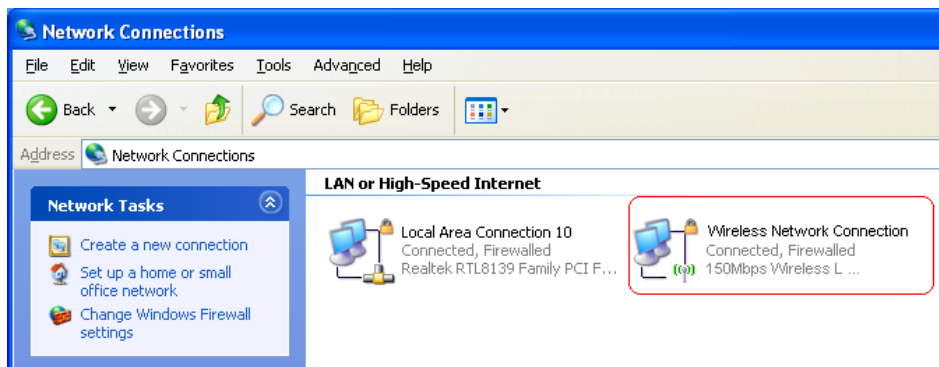 Network Connections
File Edit View Favorites Tools Advanced Help
Back Search Folders
Address Network Connections
LAN or High-Speed Internet
Network Tasks
Create a new connection
Set up a home or small
office network
Change Windows Firewall
settings
Local Area Connection 10
Connected, Firewalled
Realtek RTL8139 Family PCI F...
Wireless Network Connection
Connected, Firewalled
150Mbps Wireless L ...